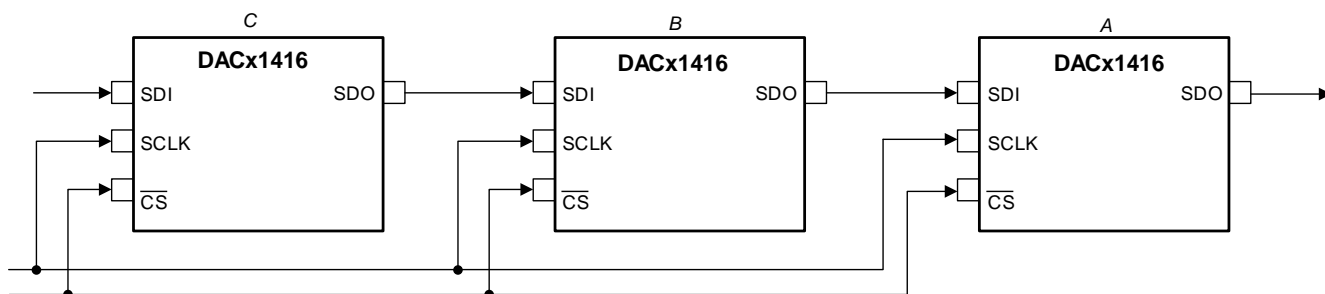 C
DACx1416
SDI
SDO
SCLK
CS
B
DACx1416
SDI
SDO
SCLK
CS
A
DACx1416
SDI
SDO
SCLK
CS